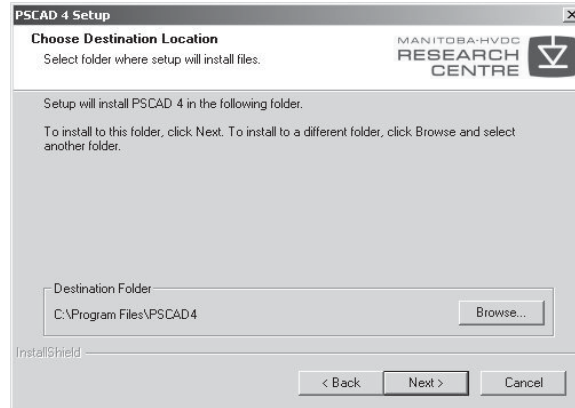 PSCAD 4 Setup
Choose Destination Location
Select folder where setup will install files.
MANITOBA-HVDC
RESEARCH
CENTRE
Setup will install PSCAD 4 in the following folder.
To install to this folder, click Next. To install to a different folder, click Browse and select
another folder.
Destination Folder
C:\Program Files\PSCAD4
Browse...
InstallShield
< Back
Next >
Cancel